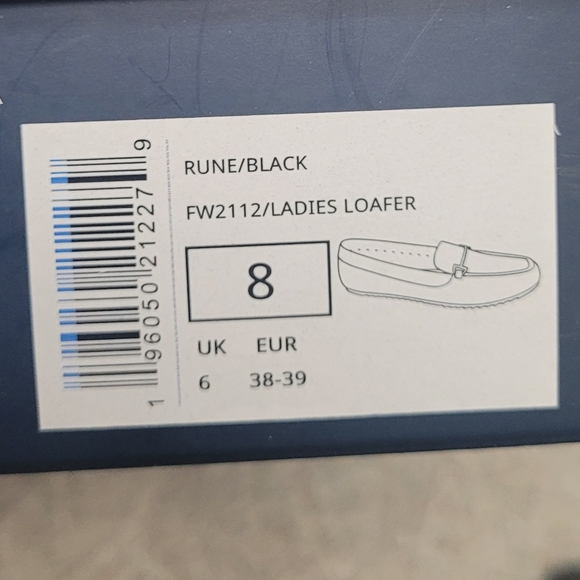 RUNE/BLACK
FW2112/LADIES LOAFER
8
UK EUR
6 38-39
1 96050 21227 9